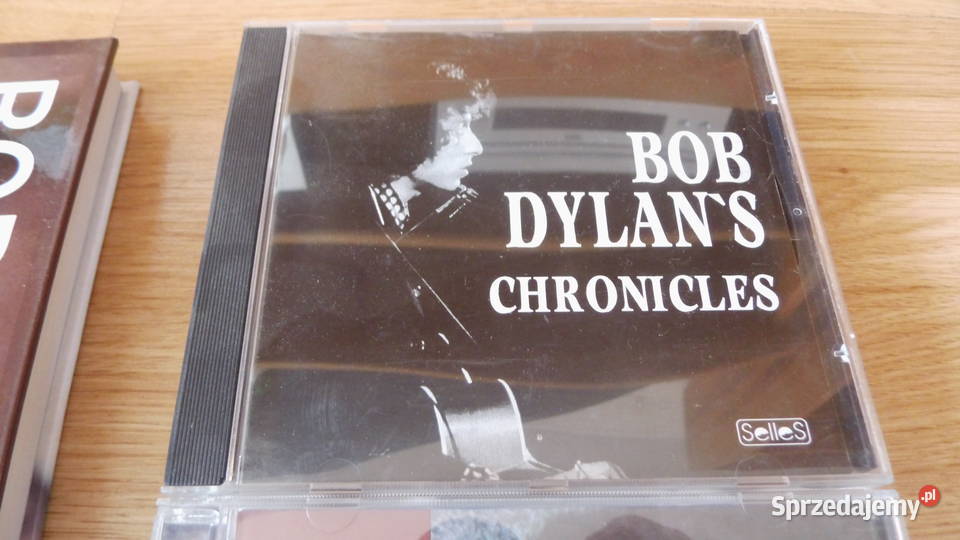 BOB
DYLAN`S
CHRONICLES
SelleS
Sprzedajemy.pl